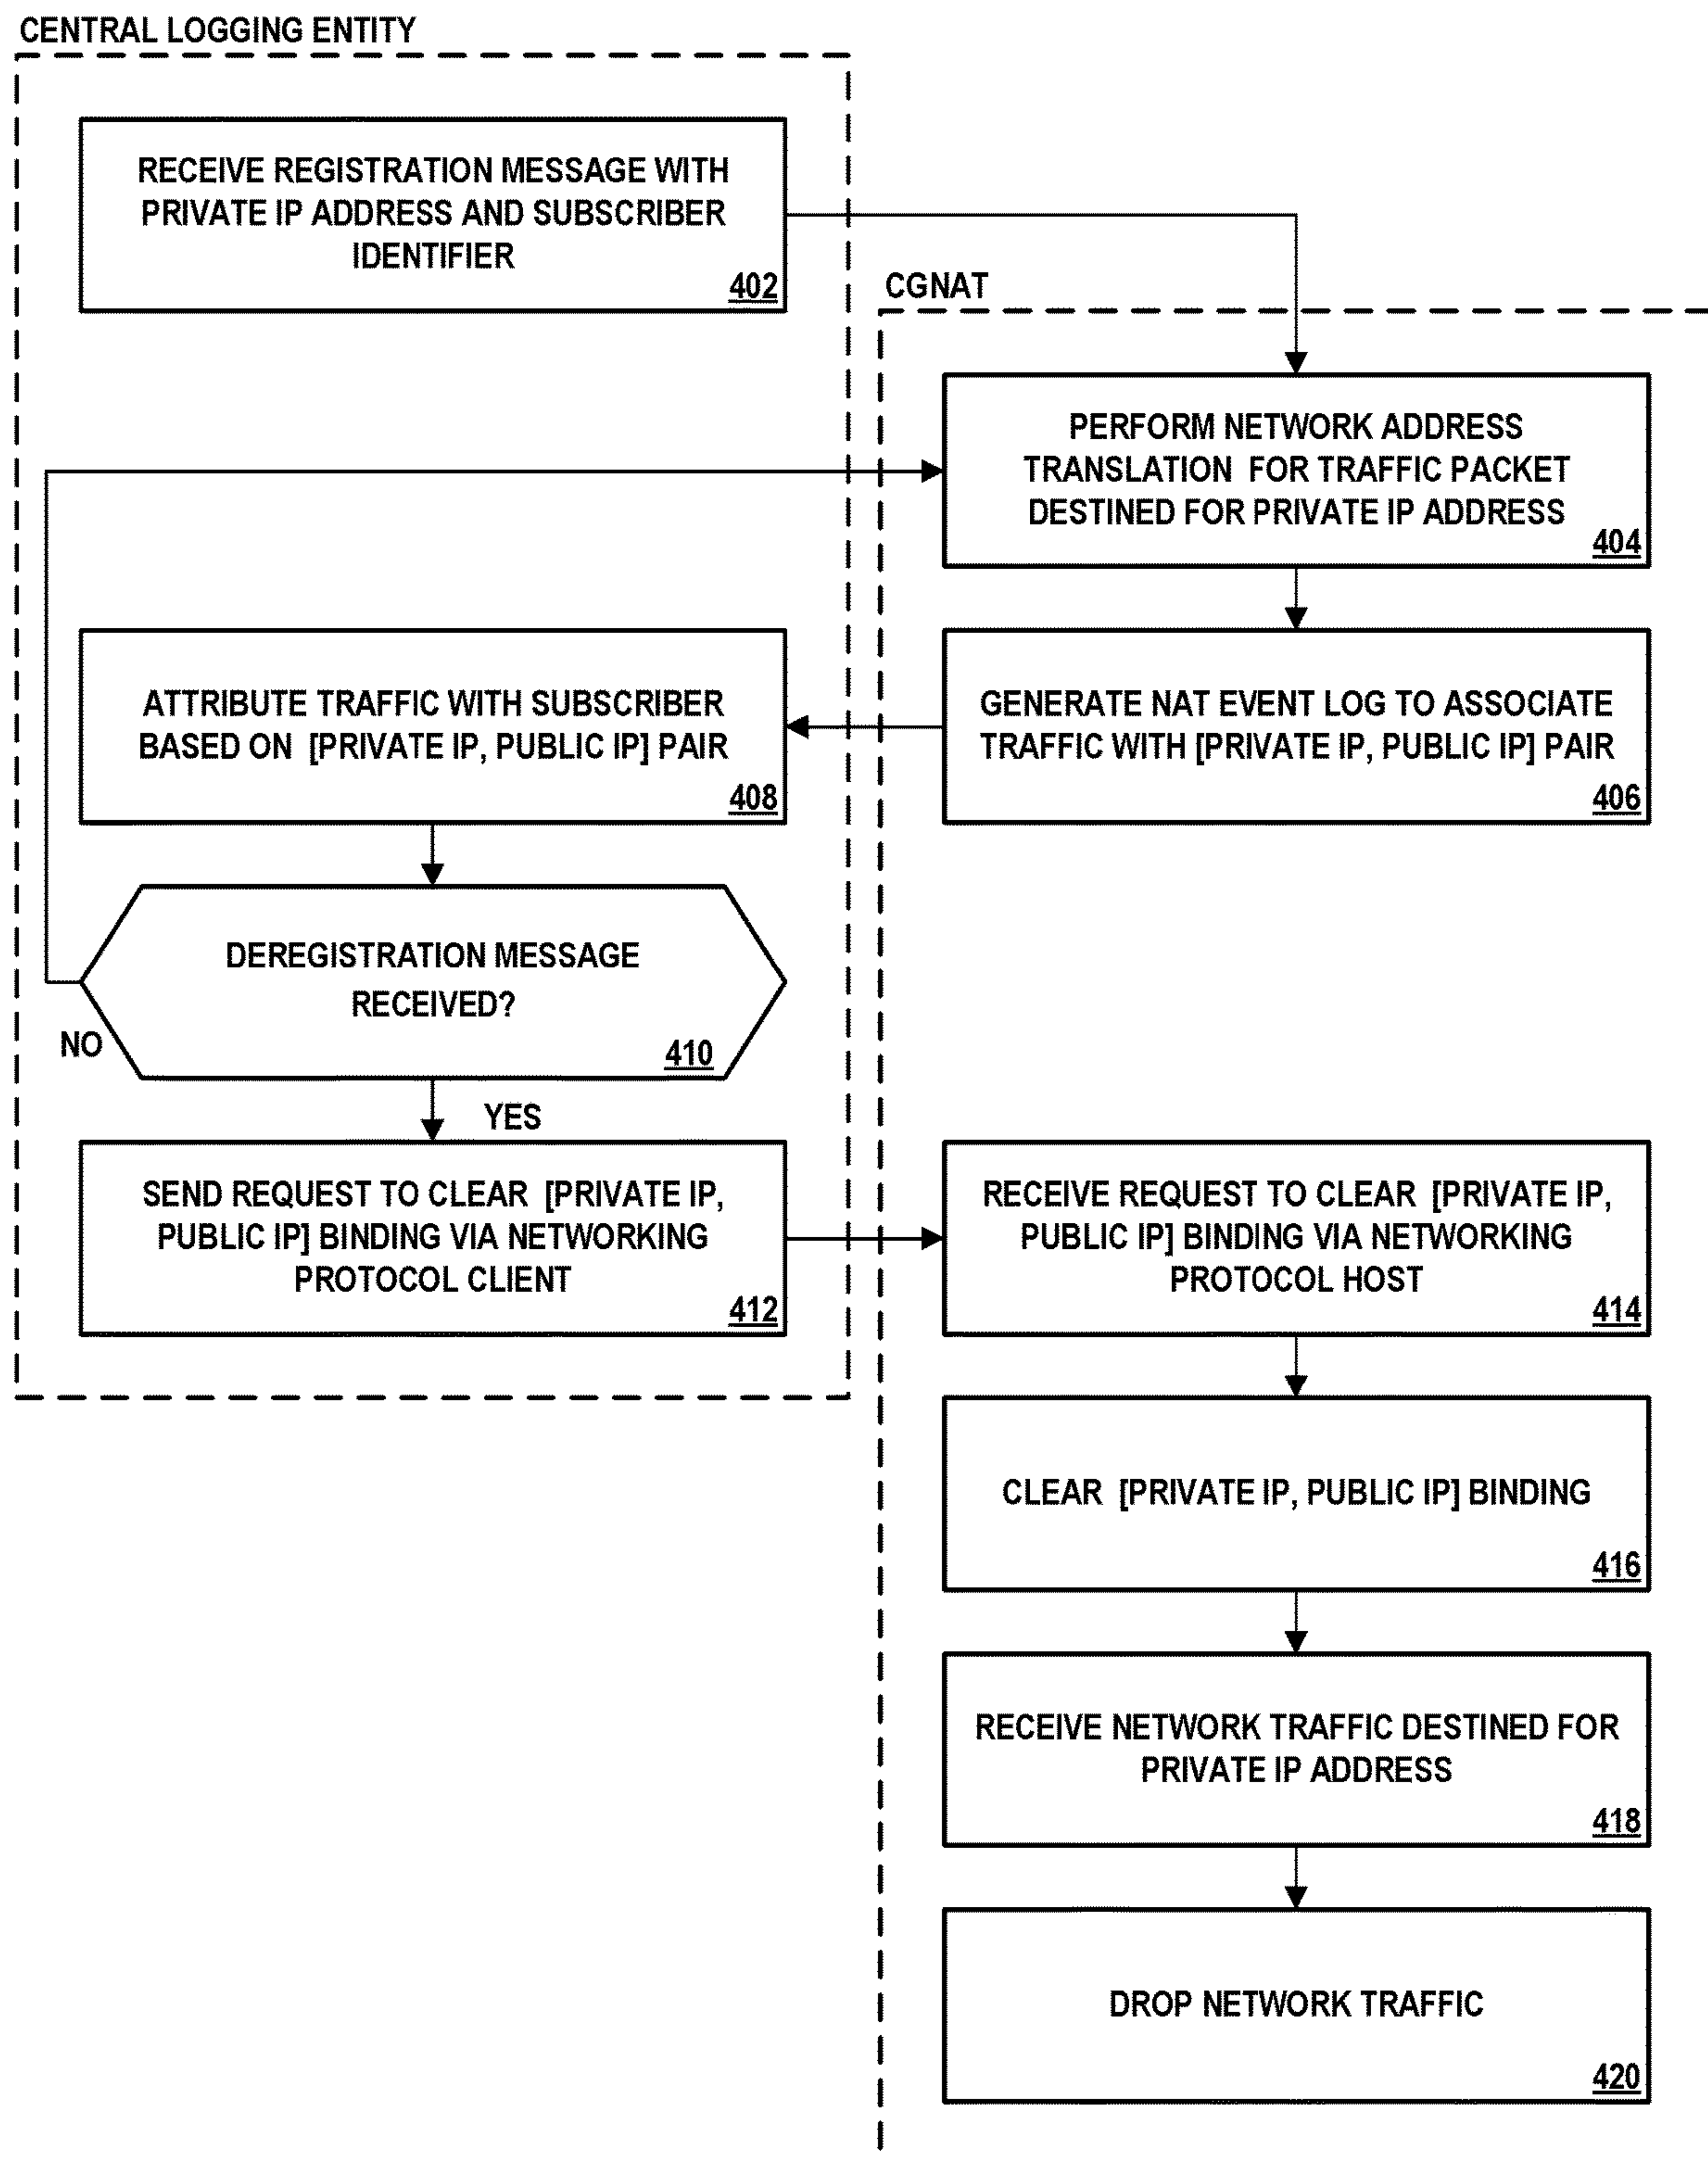 CENTRAL LOGGING ENTITY
RECEIVE REGISTRATION MESSAGE WITH
PRIVATE IP ADDRESS AND SUBSCRIBER
IDENTIFIER
402
CGNAT
PERFORM NETWORK ADDRESS
TRANSLATION FOR TRAFFIC PACKET
DESTINED FOR PRIVATE IP ADDRESS
404
ATTRIBUTE TRAFFIC WITH SUBSCRIBER
BASED ON [PRIVATE IP, PUBLIC IP] PAIR
408
GENERATE NAT EVENT LOG TO ASSOCIATE
TRAFFIC WITH [PRIVATE IP, PUBLIC IP] PAIR
406
DEREGISTRATION MESSAGE
RECEIVED?
410
NO
YES
SEND REQUEST TO CLEAR [PRIVATE IP,
PUBLIC IP] BINDING VIA NETWORKING
PROTOCOL CLIENT
412
RECEIVE REQUEST TO CLEAR [PRIVATE IP,
PUBLIC IP] BINDING VIA NETWORKING
PROTOCOL HOST
414
CLEAR [PRIVATE IP, PUBLIC IP] BINDING
416
RECEIVE NETWORK TRAFFIC DESTINED FOR
PRIVATE IP ADDRESS
418
DROP NETWORK TRAFFIC
420